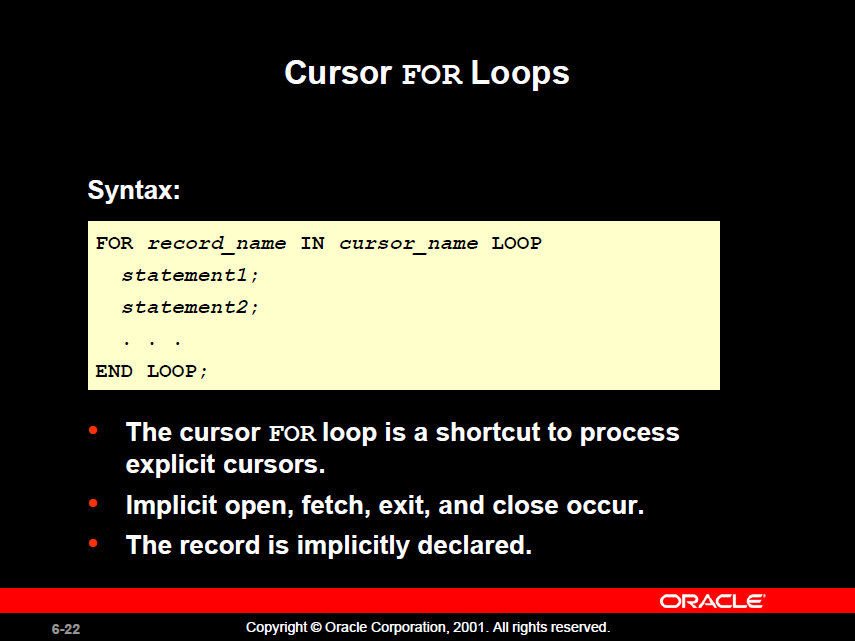 Cursor FOR Loops
Syntax:
FOR record_name IN cursor_name LOOP
statement1;
statement2;
. . .
END LOOP;
• The cursor FOR loop is a shortcut to process
explicit cursors.
• Implicit open, fetch, exit, and close occur.
• The record is implicitly declared.
ORACLE®
6-22
Copyright © Oracle Corporation, 2001. All rights reserved.